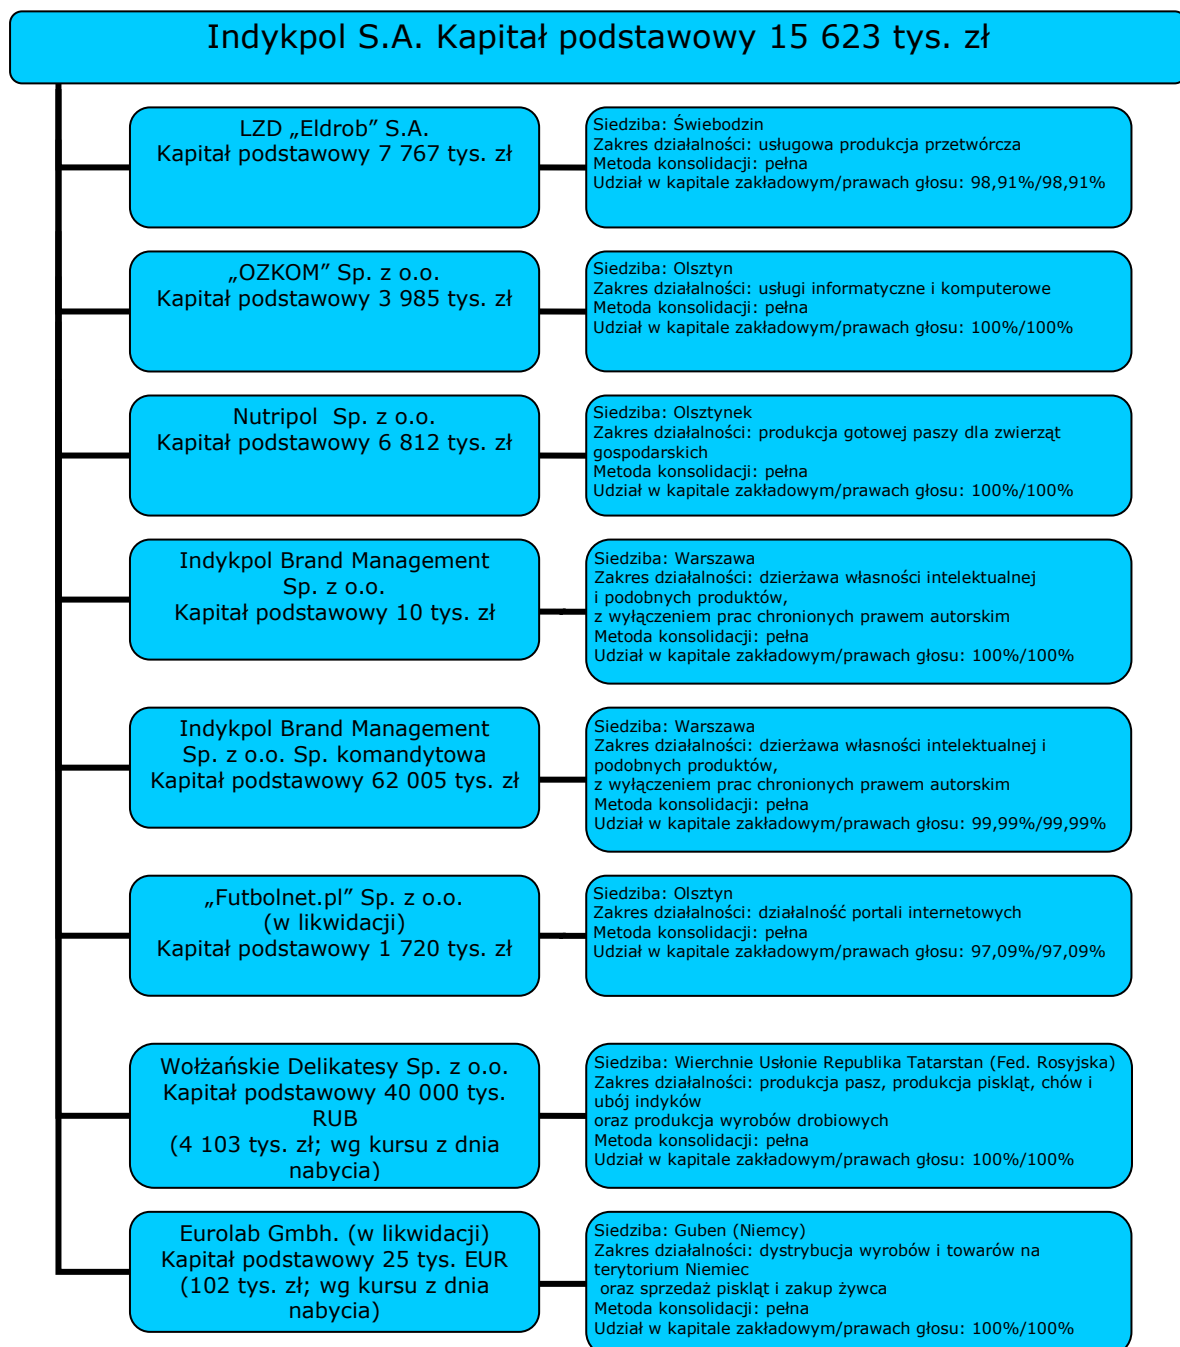 Indykpol S.A. Kapitał podstawowy 15 623 tys. zł
LZD „Eldrob” S.A.
Kapitał podstawowy 7 767 tys. zł
Siedziba: Świebodzin
Zakres działalności: usługowa produkcja przetwórcza
Metoda konsolidacji: pełna
Udział w kapitale zakładowym/prawach głosu: 98,91%/98,91%
„OZKOM” Sp. z o.o.
Kapitał podstawowy 3 985 tys. zł
Siedziba: Olsztyn
Zakres działalności: usługi informatyczne i komputerowe
Metoda konsolidacji: pełna
Udział w kapitale zakładowym/prawach głosu: 100%/100%
Nutripol  Sp. z o.o.
Kapitał podstawowy 6 812 tys. zł
Siedziba: Olsztynek
Zakres działalności: produkcja gotowej paszy dla zwierząt
gospodarskich
Metoda konsolidacji: pełna
Udział w kapitale zakładowym/prawach głosu: 100%/100%
Indykpol Brand Management
Sp. z o.o.
Kapitał podstawowy 10 tys. zł
Siedziba: Warszawa
Zakres działalności: dzierżawa własności intelektualnej
i podobnych produktów,
z wyłączeniem prac chronionych prawem autorskim
Metoda konsolidacji: pełna
Udział w kapitale zakładowym/prawach głosu: 100%/100%
Indykpol Brand Management
Sp. z o.o. Sp. komandytowa
Kapitał podstawowy 62 005 tys. zł
Siedziba: Warszawa
Zakres działalności: dzierżawa własności intelektualnej i
podobnych produktów,
z wyłączeniem prac chronionych prawem autorskim
Metoda konsolidacji: pełna
Udział w kapitale zakładowym/prawach głosu: 99,99%/99,99%
„Futbolnet.pl” Sp. z o.o.
(w likwidacji)
Kapitał podstawowy 1 720 tys. zł
Siedziba: Olsztyn
Zakres działalności: działalność portali internetowych
Metoda konsolidacji: pełna
Udział w kapitale zakładowym/prawach głosu: 97,09%/97,09%
Wołżańskie Delikatesy Sp. z o.o.
Kapitał podstawowy 40 000 tys.
RUB
(4 103 tys. zł; wg kursu z dnia
nabycia)
Siedziba: Wierchnie Usłonie Republika Tatarstan (Fed. Rosyjska)
Zakres działalności: produkcja pasz, produkcja piskląt, chów i
ubój indyków
oraz produkcja wyrobów drobiowych
Metoda konsolidacji: pełna
Udział w kapitale zakładowym/prawach głosu: 100%/100%
Eurolab Gmbh. (w likwidacji)
Kapitał podstawowy 25 tys. EUR
(102 tys. zł; wg kursu z dnia
nabycia)
Siedziba: Guben (Niemcy)
Zakres działalności: dystrybucja wyrobów i towarów na
terytorium Niemiec
oraz sprzedaż piskląt i zakup żywca
Metoda konsolidacji: pełna
Udział w kapitale zakładowym/prawach głosu: 100%/100%